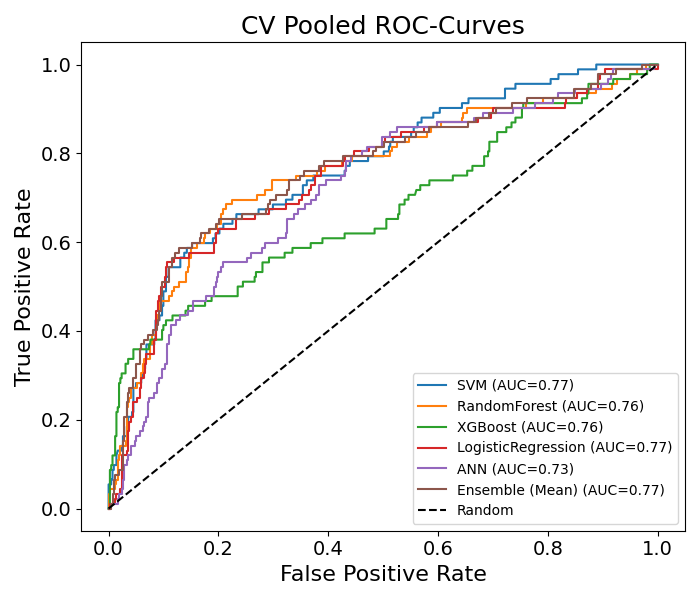 CV Pooled ROC-Curves
True Positive Rate
1.0
0.8
0.6
0.4
0.2
0.0
SVM (AUC=0.77)
RandomForest (AUC=0.76)
XGBoost (AUC=0.76)
LogisticRegression (AUC=0.77)
ANN (AUC=0.73)
Ensemble (Mean) (AUC=0.77)
Random
0.0 0.2 0.4 0.6 0.8 1.0
False Positive Rate